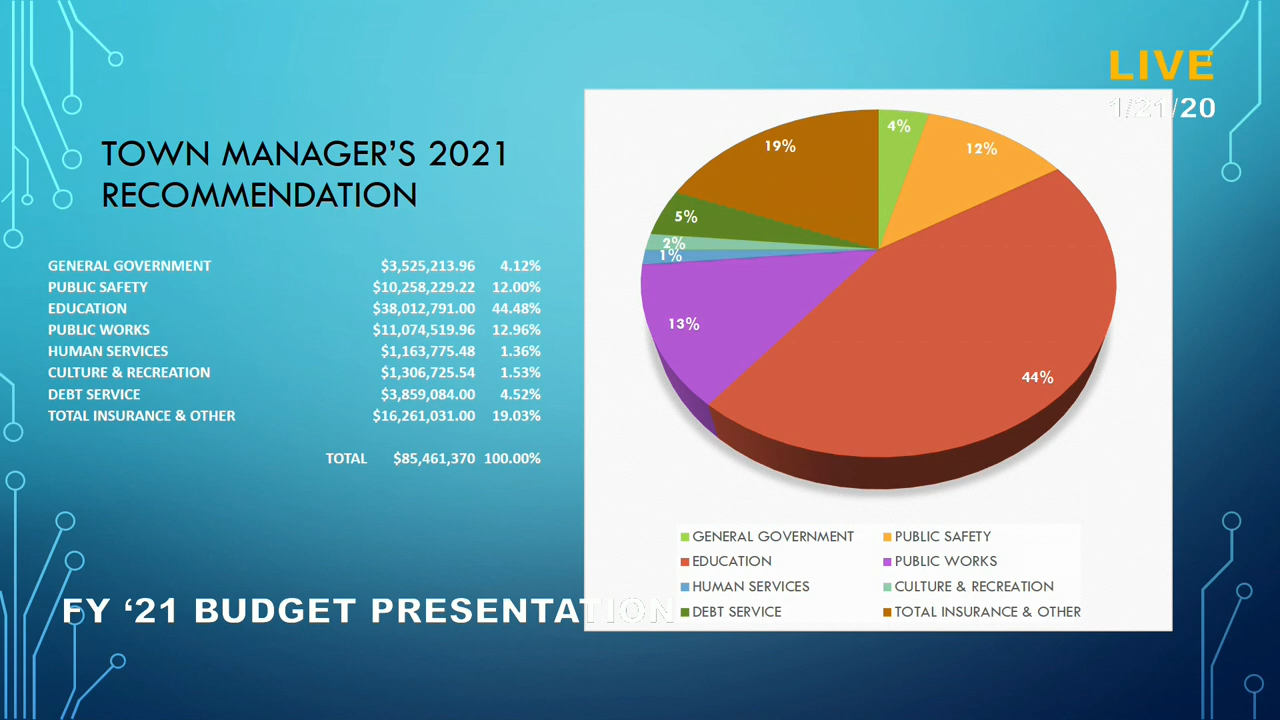 LIVE
1/21/20
TOWN MANAGER'S 2021
RECOMMENDATION
GENERAL GOVERNMENT $3,525,213.96 4.12%
PUBLIC SAFETY $10,258,229.22 12.00%
EDUCATION $38,012,791.00 44.48%
PUBLIC WORKS $11,074,519.96 12.96%
HUMAN SERVICES $1,163,775.48 1.36%
CULTURE & RECREATION $1,306,725.54 1.53%
DEBT SERVICE $3,859,084.00 4.52%
TOTAL INSURANCE & OTHER $16,261,031.00 19.03%
TOTAL $85,461,370 100.00%
4%
12%
19%
5%
2%
1%
13%
44%
GENERAL GOVERNMENT PUBLIC SAFETY
EDUCATION PUBLIC WORKS
HUMAN SERVICES CULTURE & RECREATION
DEBT SERVICE TOTAL INSURANCE & OTHER
FY ‘21 BUDGET PRESENTATION